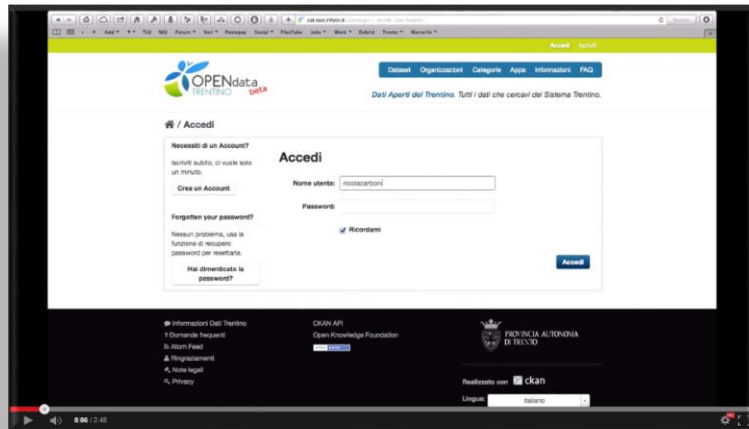 Accedi Iscriviti
OPENdata
TRENTINO beta
Dataset Organizzazioni Categorie Apps Informazioni FAQ
Dati Aperti del Trentino. Tutti i dati che cercavi del Sistema Trentino.
/ Accedi
Necessiti di un Account?
Iscriviti subito, ci vuole solo
un minuto.
Crea un Account
Forgotten your password?
Nessun problema, usa la
funzione di recupero
password per resettarla.
Hai dimenticato la
password?
Accedi
Nome utente: nicolacarboni
Password:
Ricordami
Accedi
Informazioni Dati Trentino
? Domande frequenti
Atom Feed
Ringraziamenti
Note legali
Privacy
CKAN API
Open Knowledge Foundation
PROVINCIA AUTONOMA
DI TRENTO
Realizzato con ckan
Lingua: italiano
0:06 / 2:48